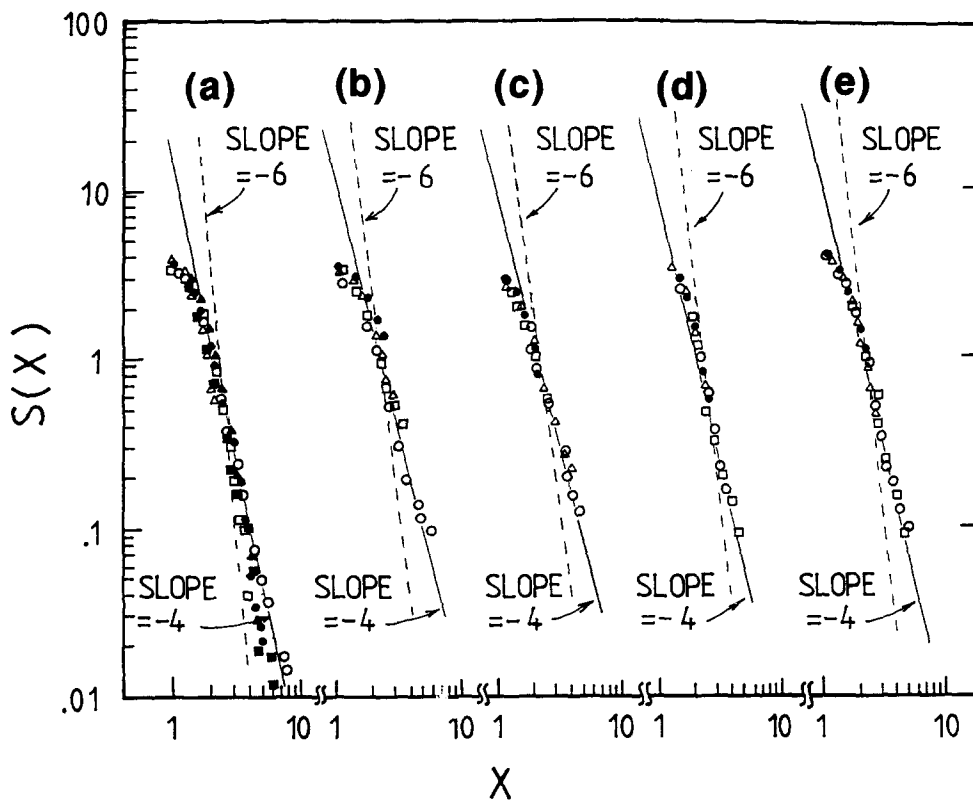 100
10
1
.1
.01
S(X)
(a)
(b)
(c)
(d)
(e)
SLOPE
=-6
SLOPE
=-6
SLOPE
=-6
SLOPE
=-6
SLOPE
=-6
SLOPE
=-4
SLOPE
=-4
SLOPE
=-4
SLOPE
=-4
SLOPE
=-4
1 10 1 10 1 10 1 10 1 10
X